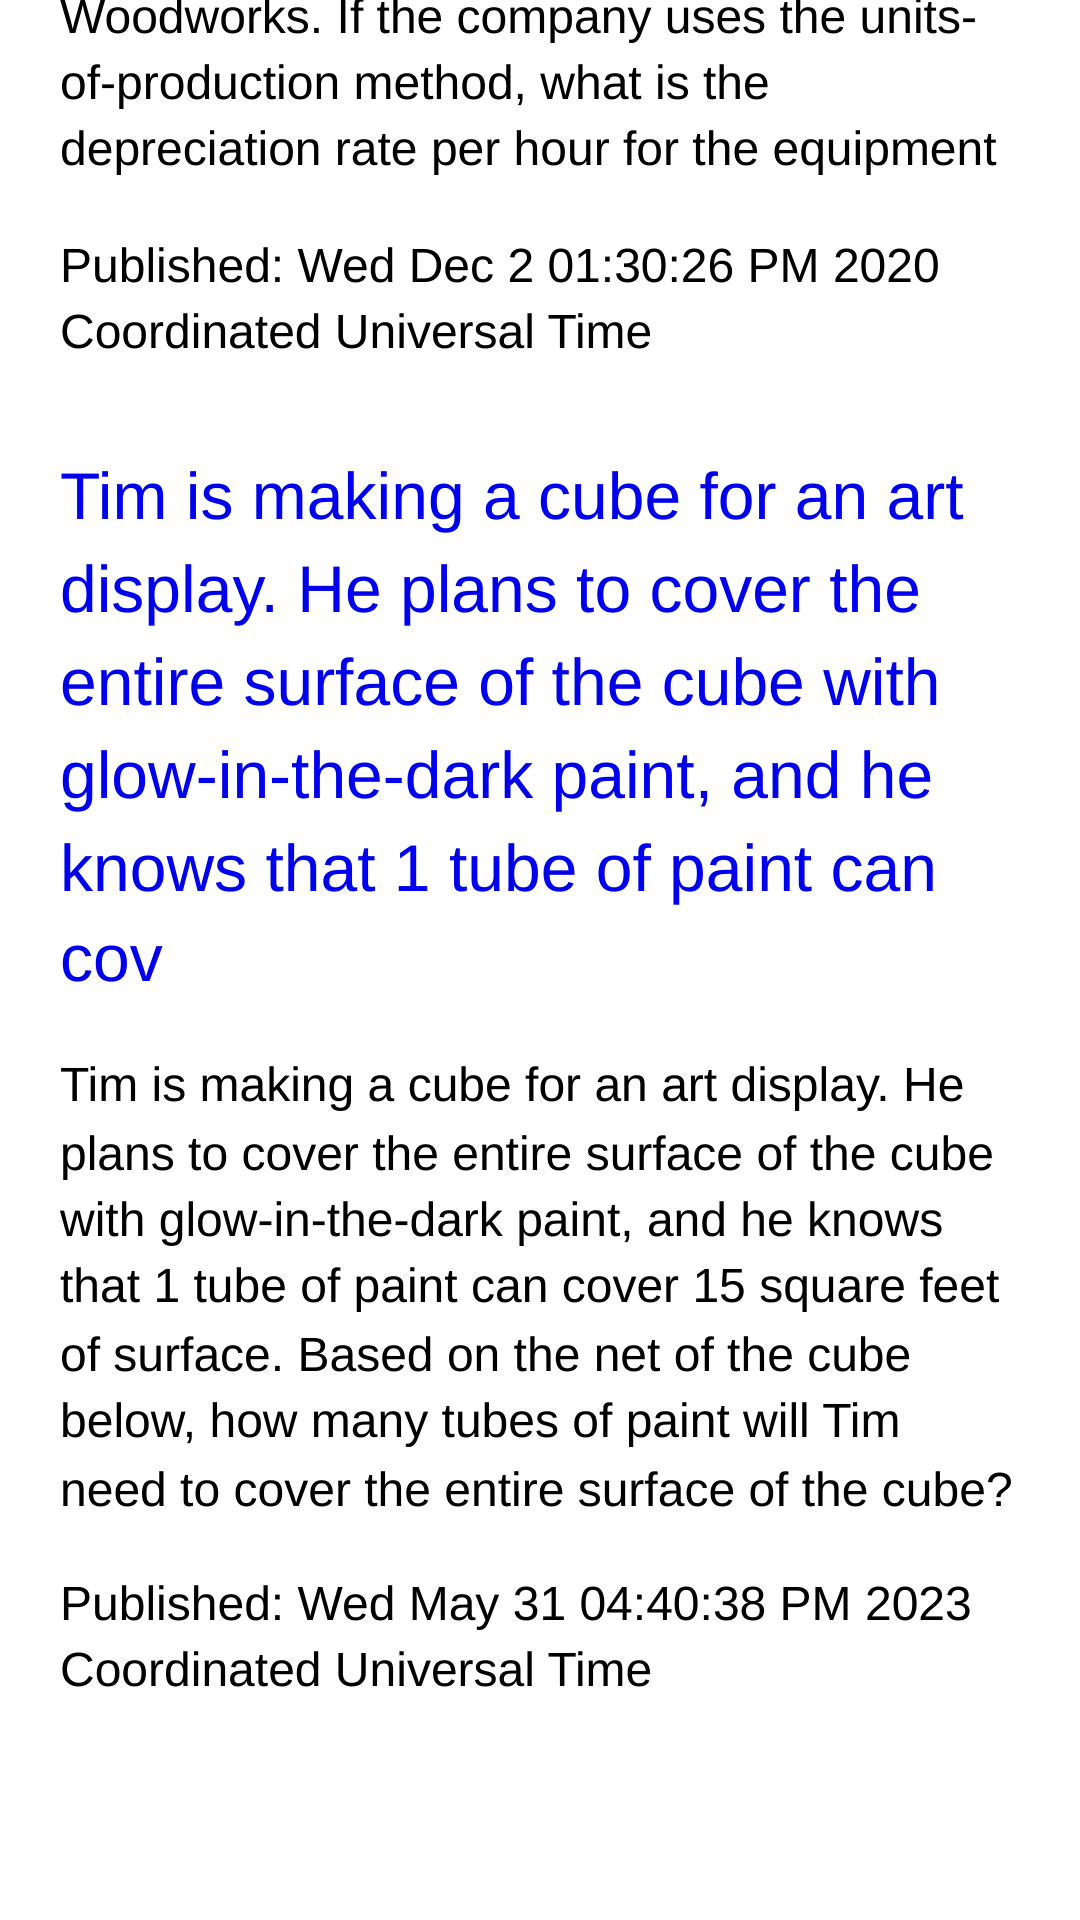 Woodworks. If the company uses the units-
of-production method, what is the
depreciation rate per hour for the equipment
Published: Wed Dec 2 01:30:26 PM 2020
Coordinated Universal Time
Tim is making a cube for an art
display. He plans to cover the
entire surface of the cube with
glow-in-the-dark paint, and he
knows that 1 tube of paint can
cov
Tim is making a cube for an art display. He
plans to cover the entire surface of the cube
with glow-in-the-dark paint, and he knows
that 1 tube of paint can cover 15 square feet
of surface. Based on the net of the cube
below, how many tubes of paint will Tim
need to cover the entire surface of the cube?
Published: Wed May 31 04:40:38 PM 2023
Coordinated Universal Time